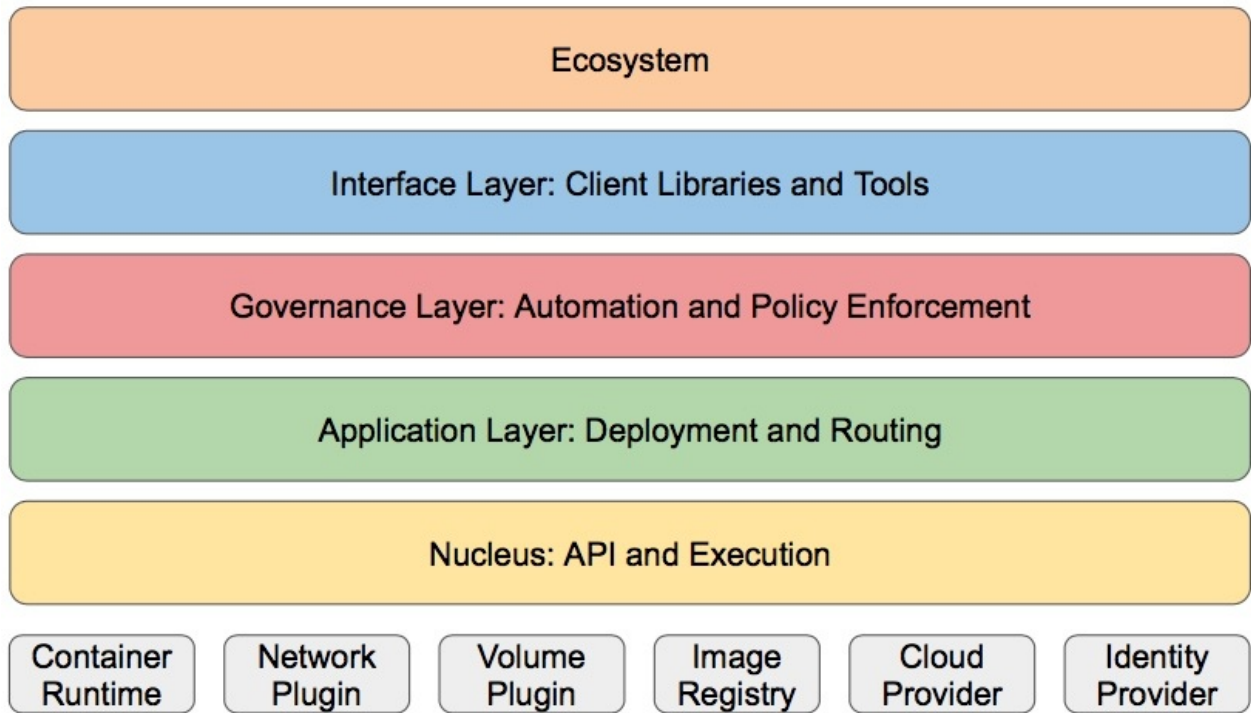 Ecosystem
Interface Layer: Client Libraries and Tools
Governance Layer: Automation and Policy Enforcement
Application Layer: Deployment and Routing
Nucleus: API and Execution
Container
Runtime
Network
Plugin
Volume
Plugin
Image
Registry
Cloud
Provider
Identity
Provider